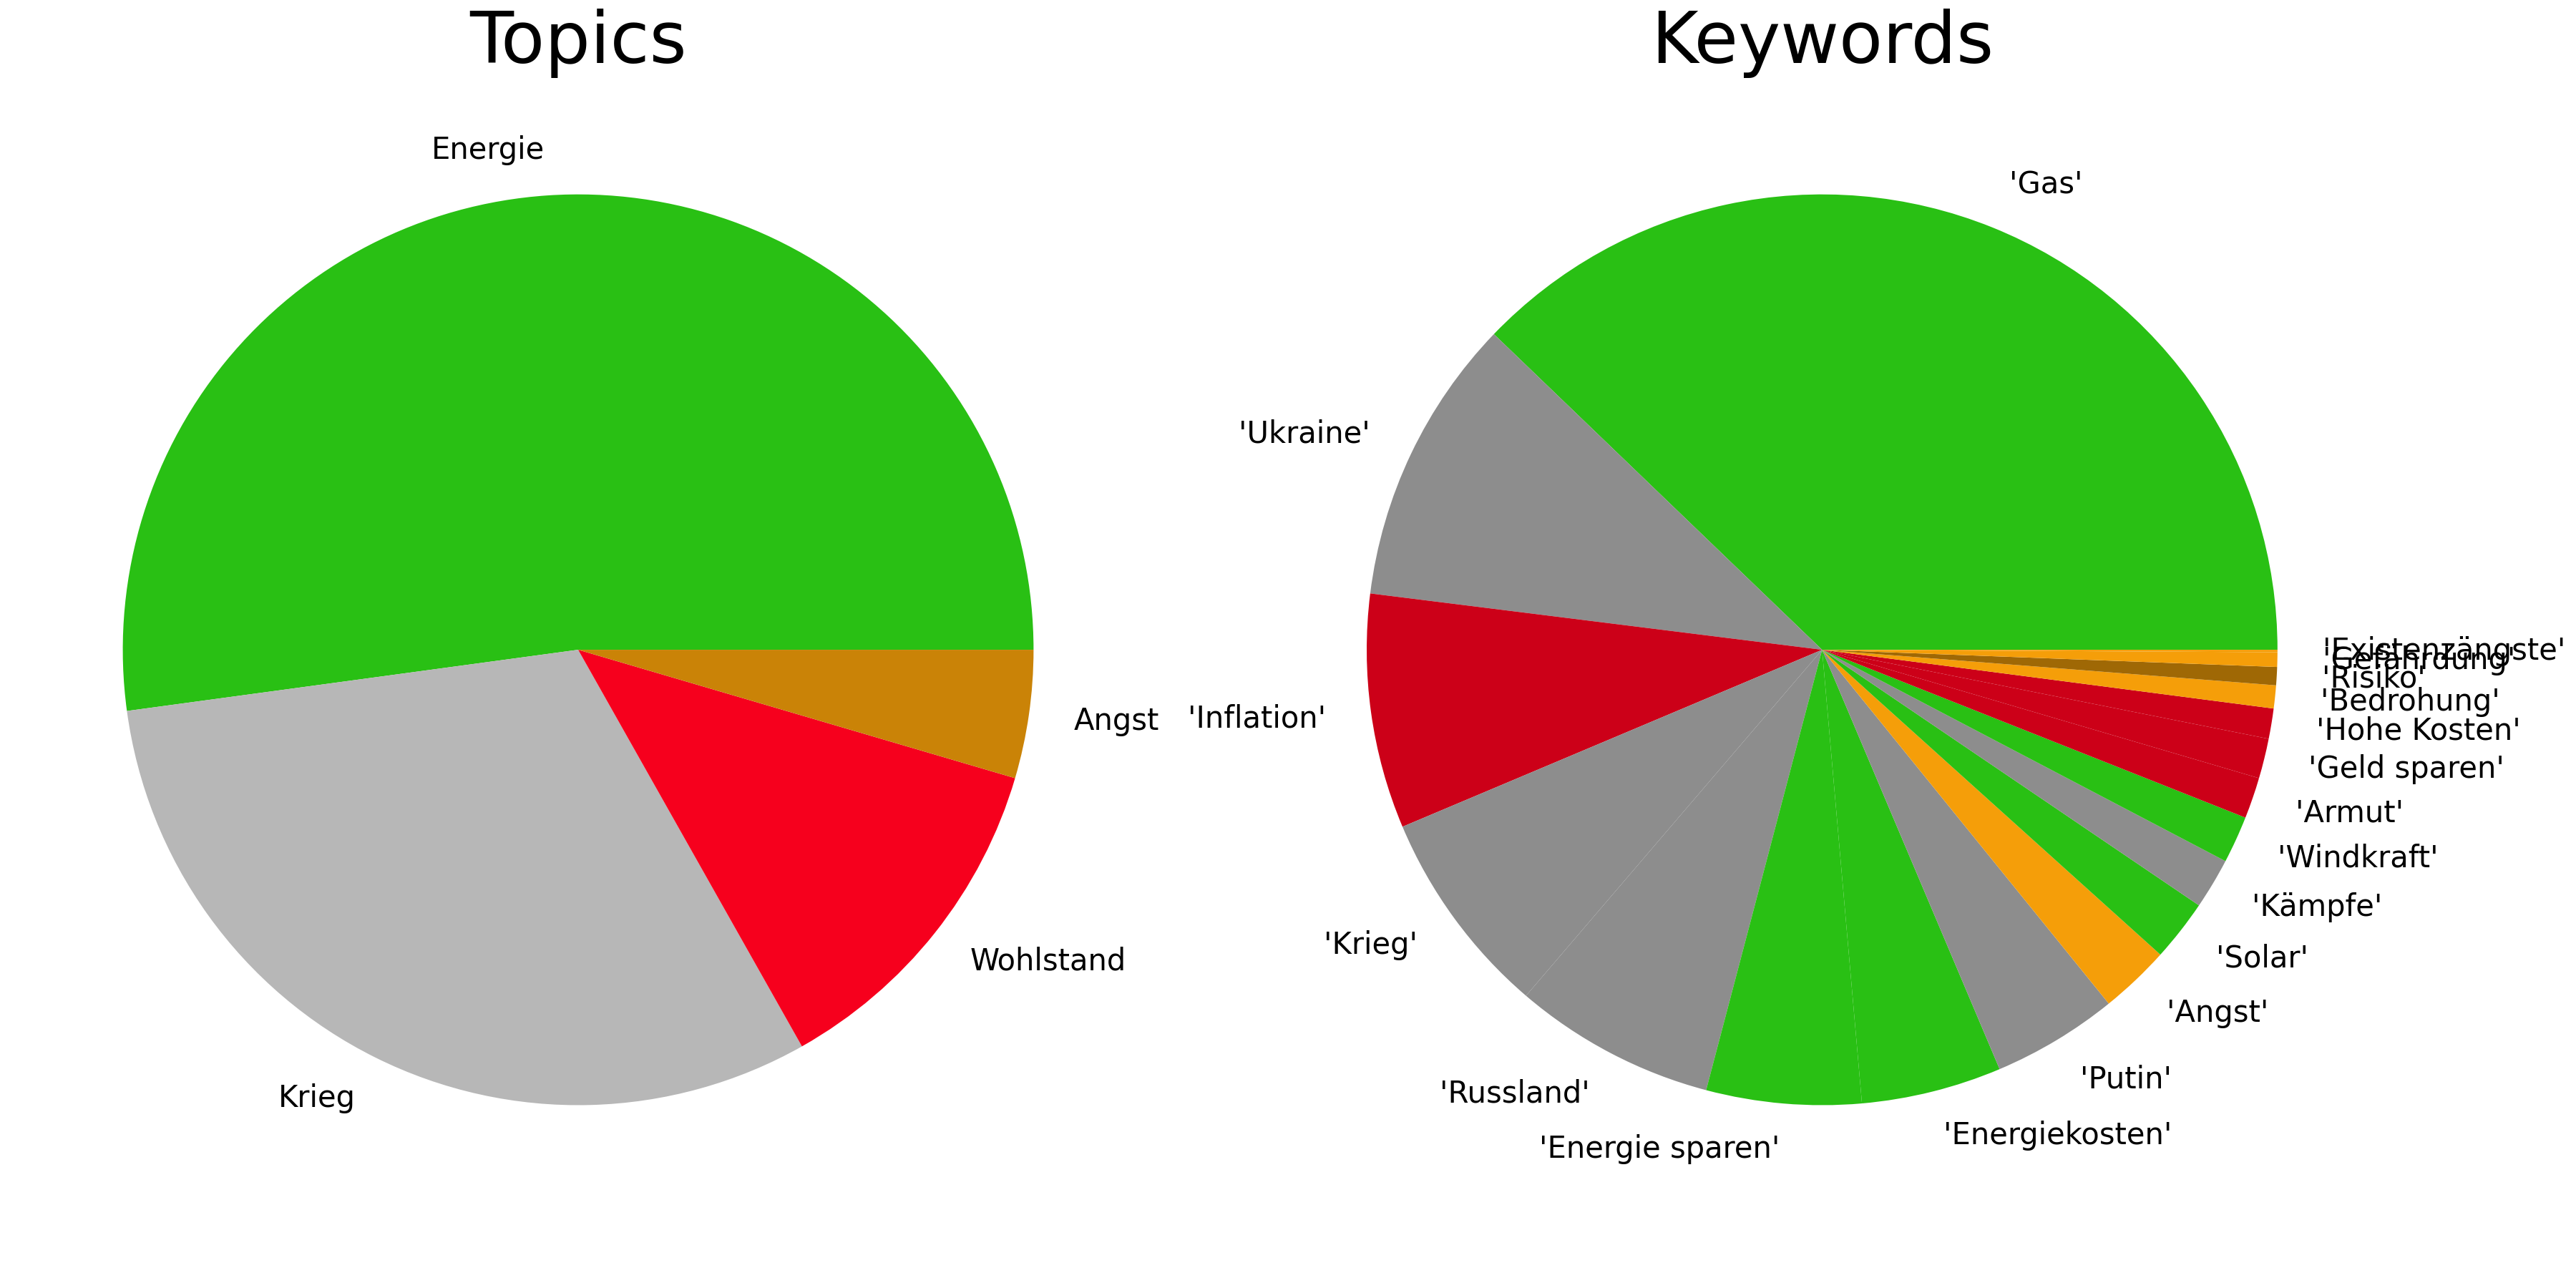 Topics
Energie
Angst
Wohlstand
Krieg
Keywords
'Gas'
'Ukraine'
'Inflation'
'Krieg'
'Russland'
'Energie sparen'
'Energiekosten'
'Putin'
'Angst'
'Solar'
'Kämpfe'
'Windkraft'
'Armut'
'Geld sparen'
'Hohe Kosten'
'Bedrohung'
'Risiko'
'Gefährdung'
'Existenzängste'